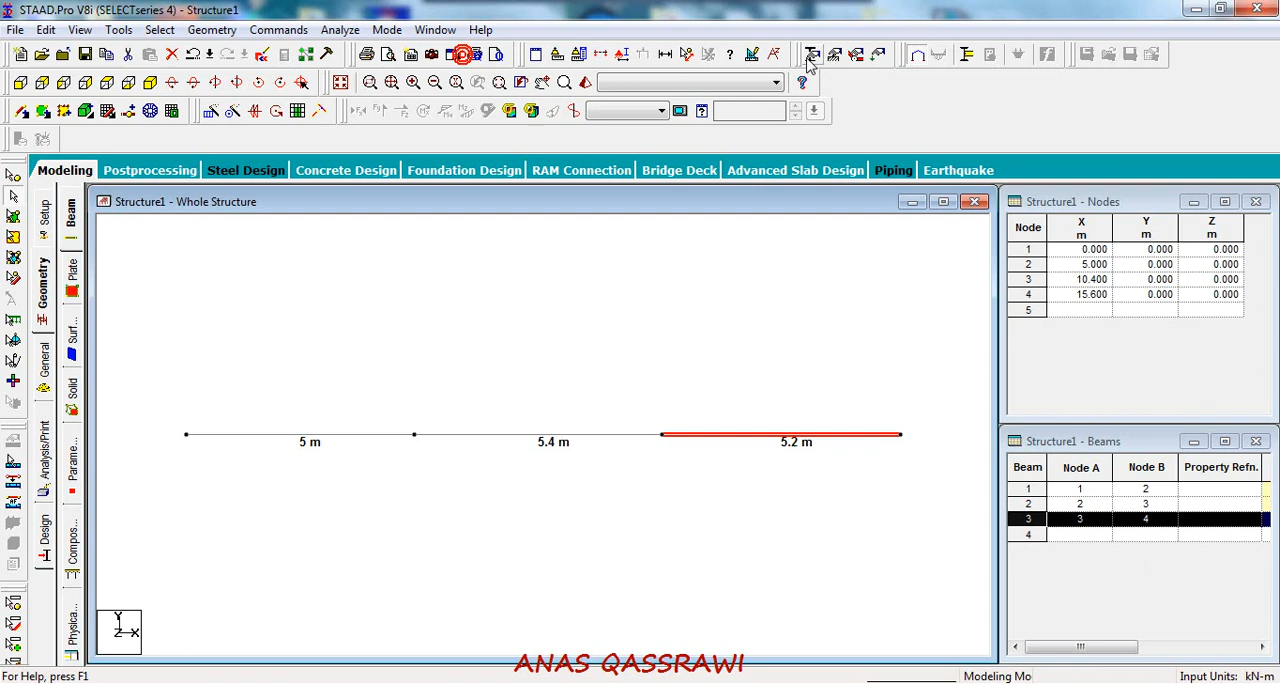 STAAD.Pro V8i (SELECTseries 4) - Structure1
File Edit View Tools Select Geometry Commands Analyze Mode Window Help
Modeling Postprocessing Steel Design Concrete Design Foundation Design RAM Connection Bridge Deck Advanced Slab Design Piping Earthquake
Setup
Geometry
General
Analysis/Print
Design
Beam
Plate
Surf...
Solid
Parame...
Compos...
Physica...
Structure1 - Whole Structure
5 m 5.4 m 5.2 m
Y
Z X
Structure1 - Nodes
Node X m Y m Z m
1 0.000 0.000 0.000
2 5.000 0.000 0.000
3 10.400 0.000 0.000
4 15.600 0.000 0.000
5
Structure1 - Beams
Beam Node A Node B Property Refn.
1 1 2
2 2 3
3 3 4
4
ANAS QASSRAWI
For Help, press F1 Modeling Mo Input Units: kN-m